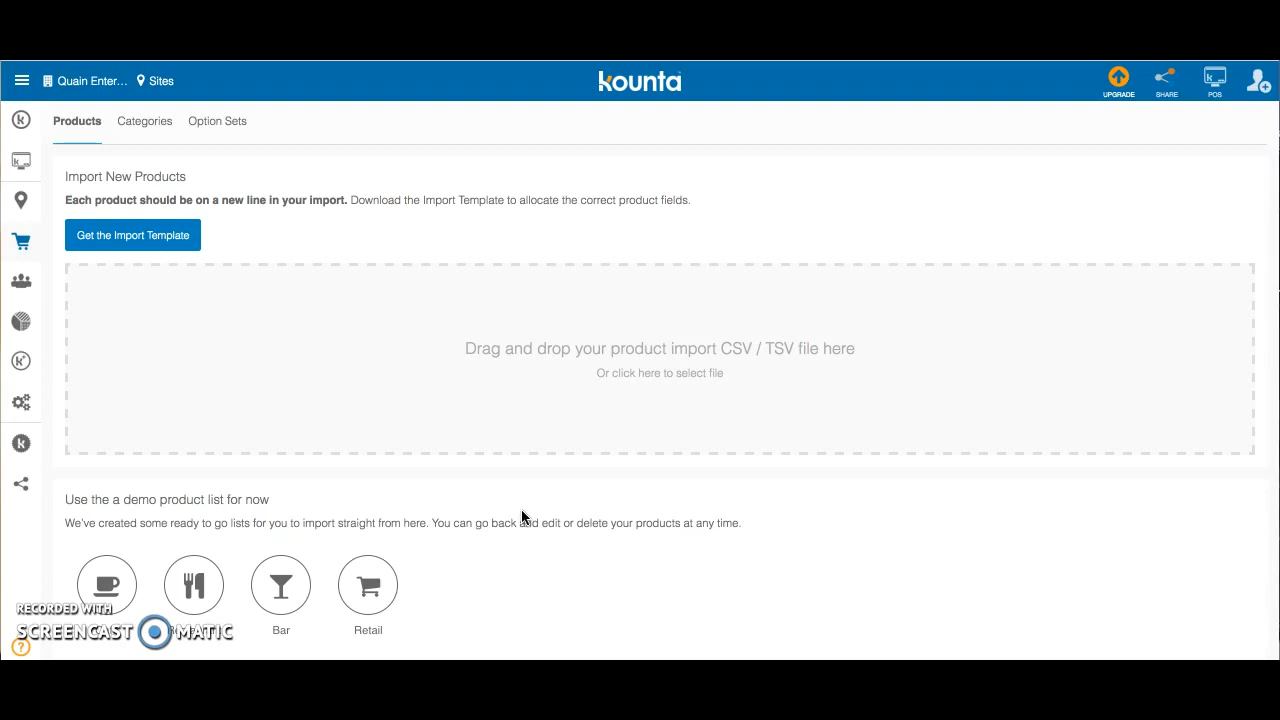 Quain Enter... Sites
kounta
UPGRADE SHARE POS
Products Categories Option Sets
Import New Products
Each product should be on a new line in your import. Download the Import Template to allocate the correct product fields.
Get the Import Template
Drag and drop your product import CSV / TSV file here
Or click here to select file
Use the a demo product list for now
We've created some ready to go lists for you to import straight from here. You can go back and edit or delete your products at any time.
Bar Retail
RECORDED WITH
SCREENCAST MATIC